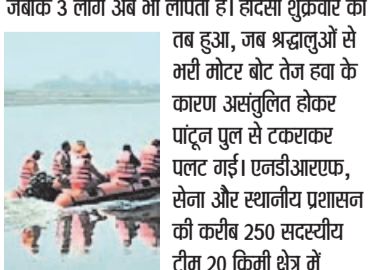 जबकि 3 लोग अब भी लापता हैं। हादसा शुक्रवार को
तब हुआ, जब श्रद्धालुओं से
भरी मोटर बोट तेज हवा के
कारण असंतुलित होकर
पांटून पुल से टकराकर
पलट गई। एनडीआरएफ,
सेना और स्थानीय प्रशासन
की करीब 250 सदस्यीय
टीम 20 किमी क्षेत्र में